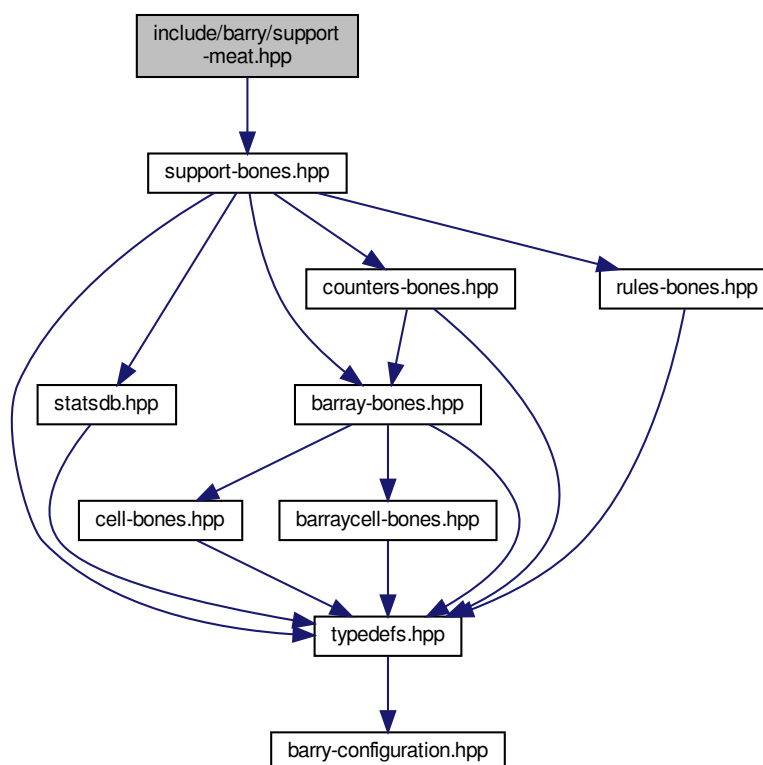 include/barry/support
-meat.hpp
support-bones.hpp
counters-bones.hpp
rules-bones.hpp
statsdb.hpp
barray-bones.hpp
cell-bones.hpp
barraycell-bones.hpp
typedefs.hpp
barry-configuration.hpp